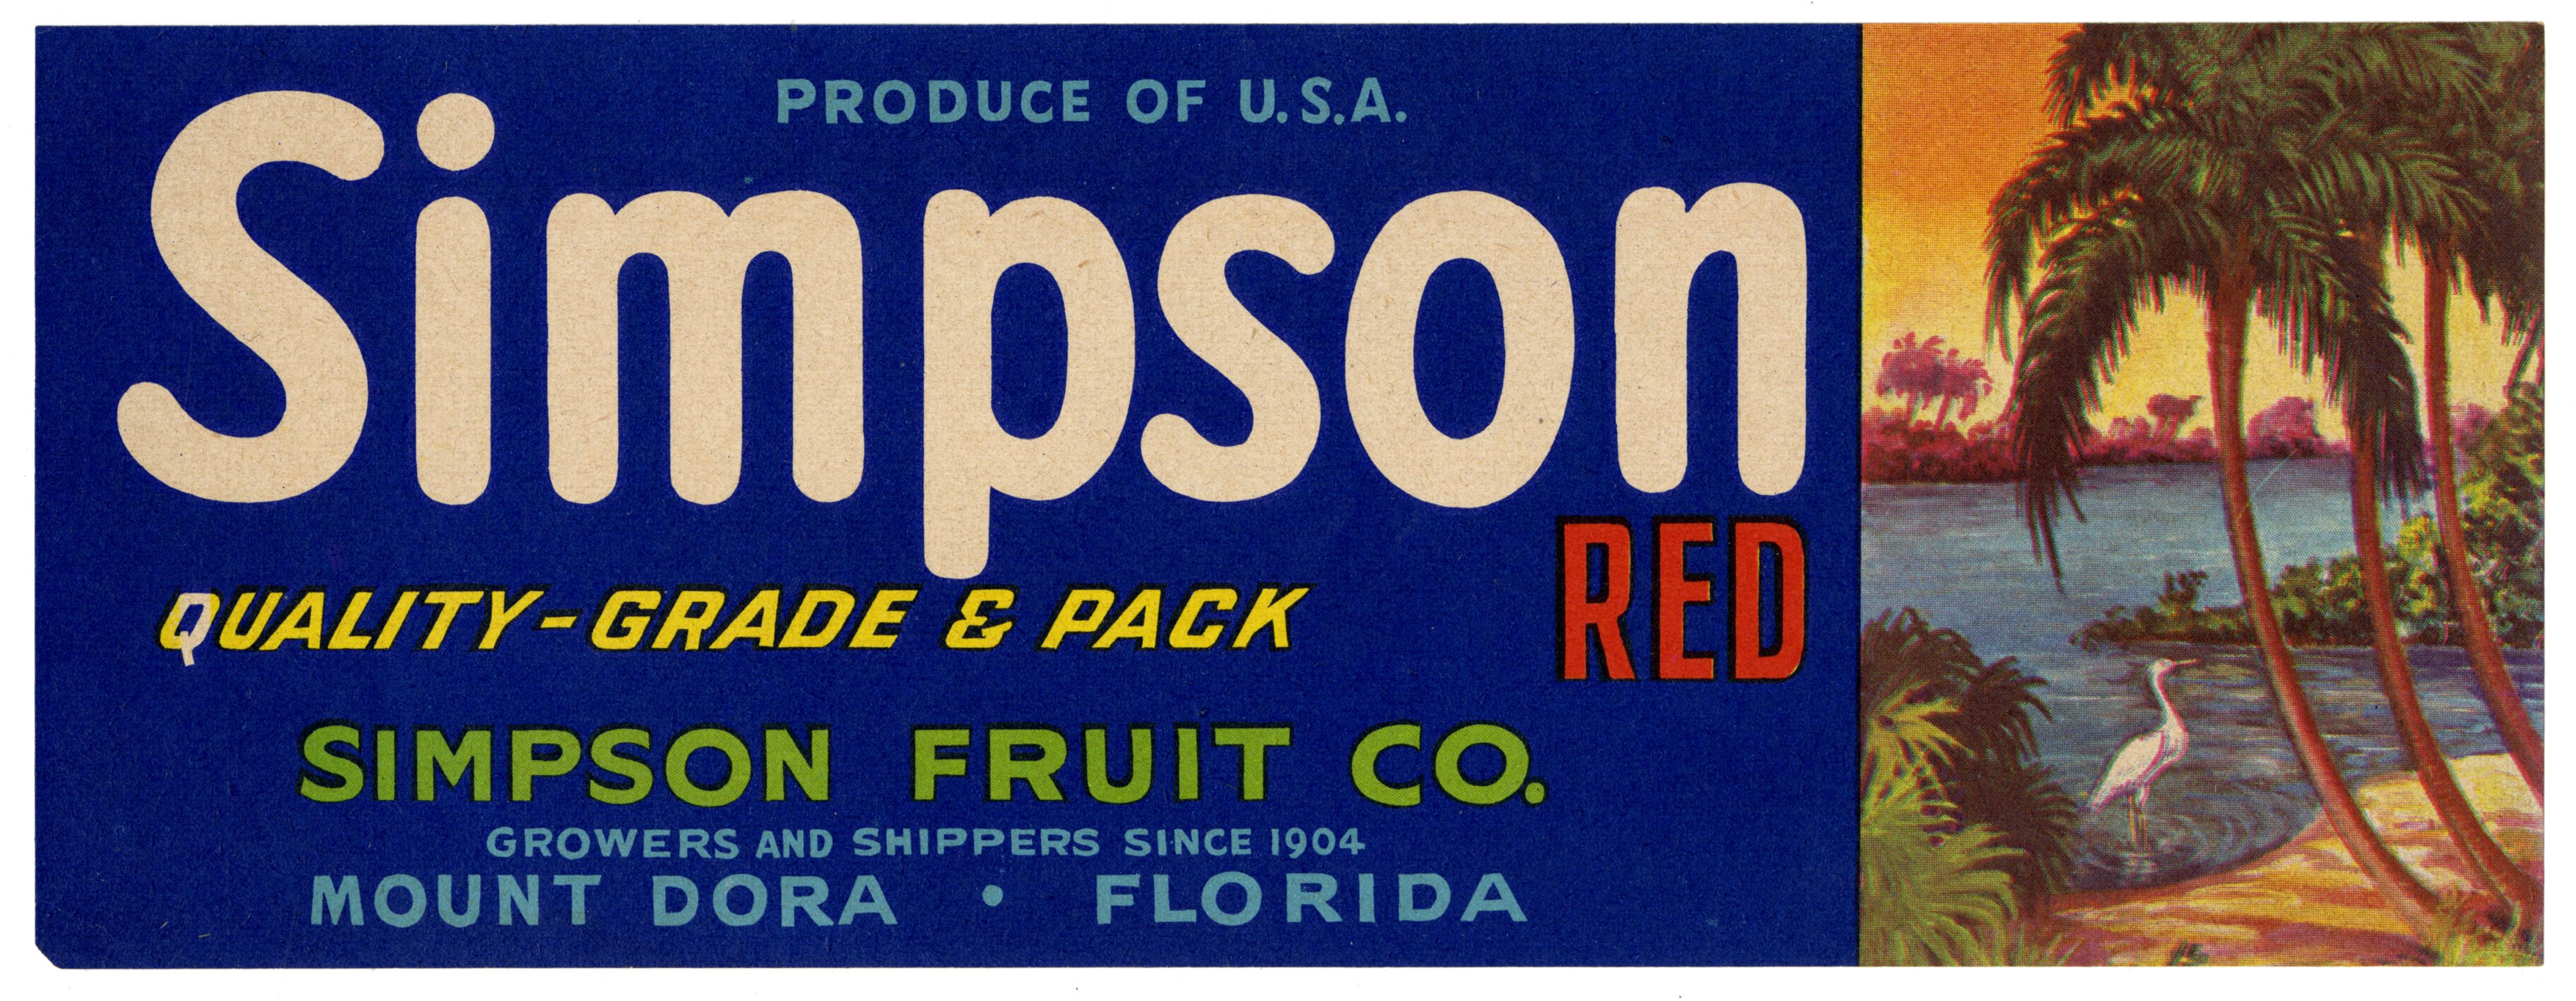 PRODUCE OF U.S.A.
Simpson
RED
QUALITY-GRADE & PACK
SIMPSON FRUIT CO.
GROWERS AND SHIPPERS SINCE 1904
MOUNT DORA • FLORIDA